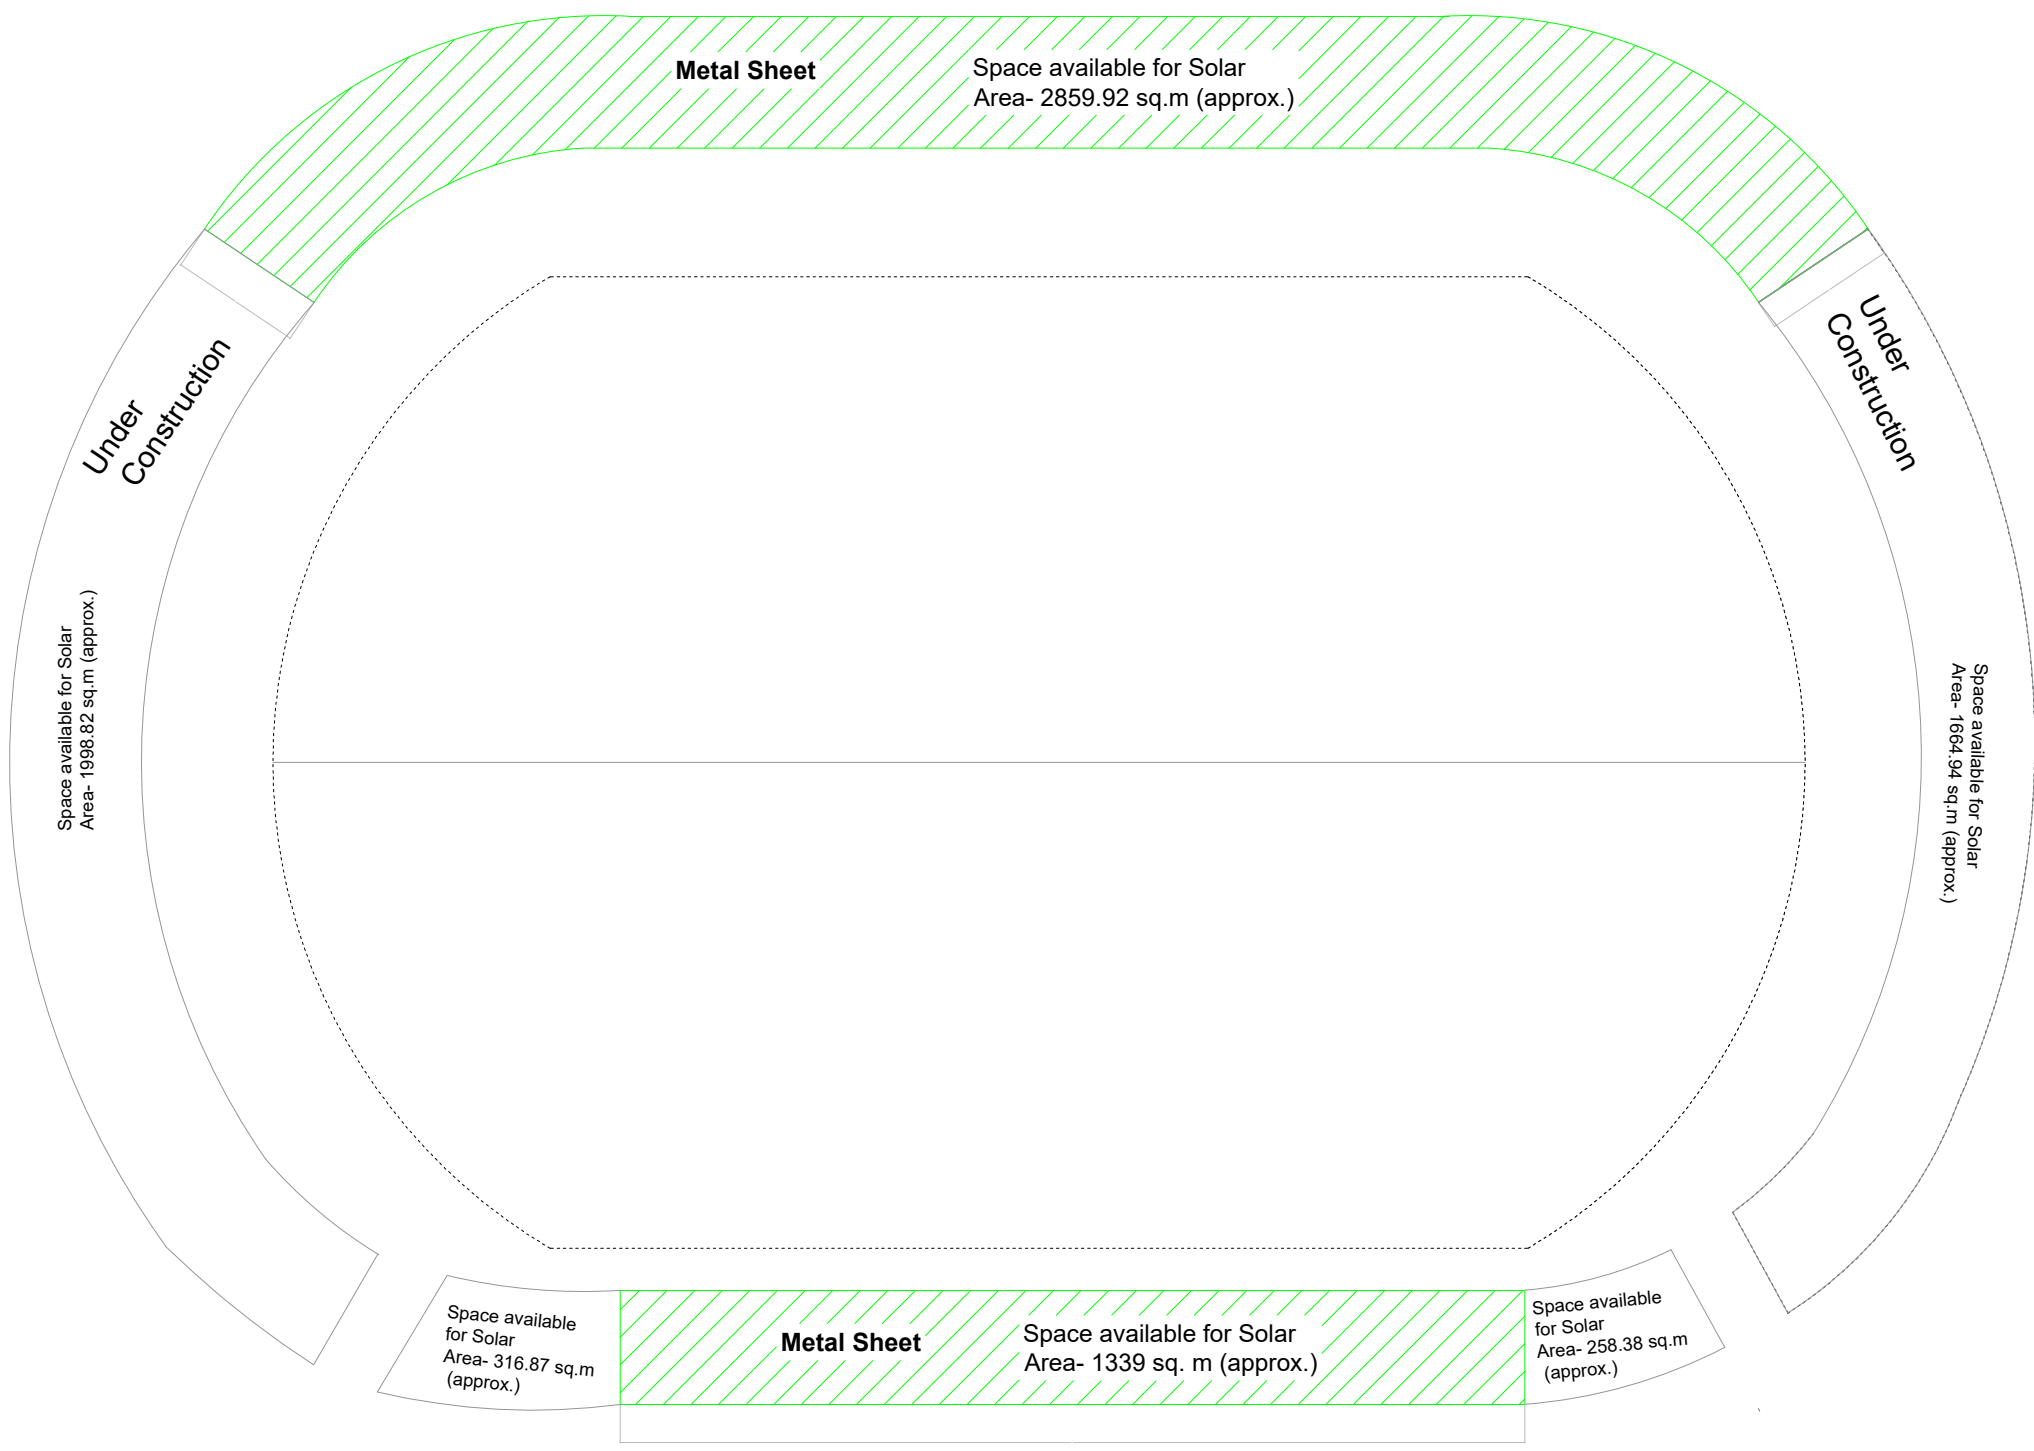 Metal Sheet
Space available for Solar
Area- 2859.92 sq.m (approx.)
Under
Construction
Under
Construction
Space available for Solar
Area- 1998.82 sq.m (approx.)
Space available for Solar
Area- 1664.94 sq.m (approx.)
Space available
for Solar
Area- 316.87 sq.m
(approx.)
Metal Sheet
Space available for Solar
Area- 1339 sq. m (approx.)
Space available
for Solar
Area- 258.38 sq.m
(approx.)